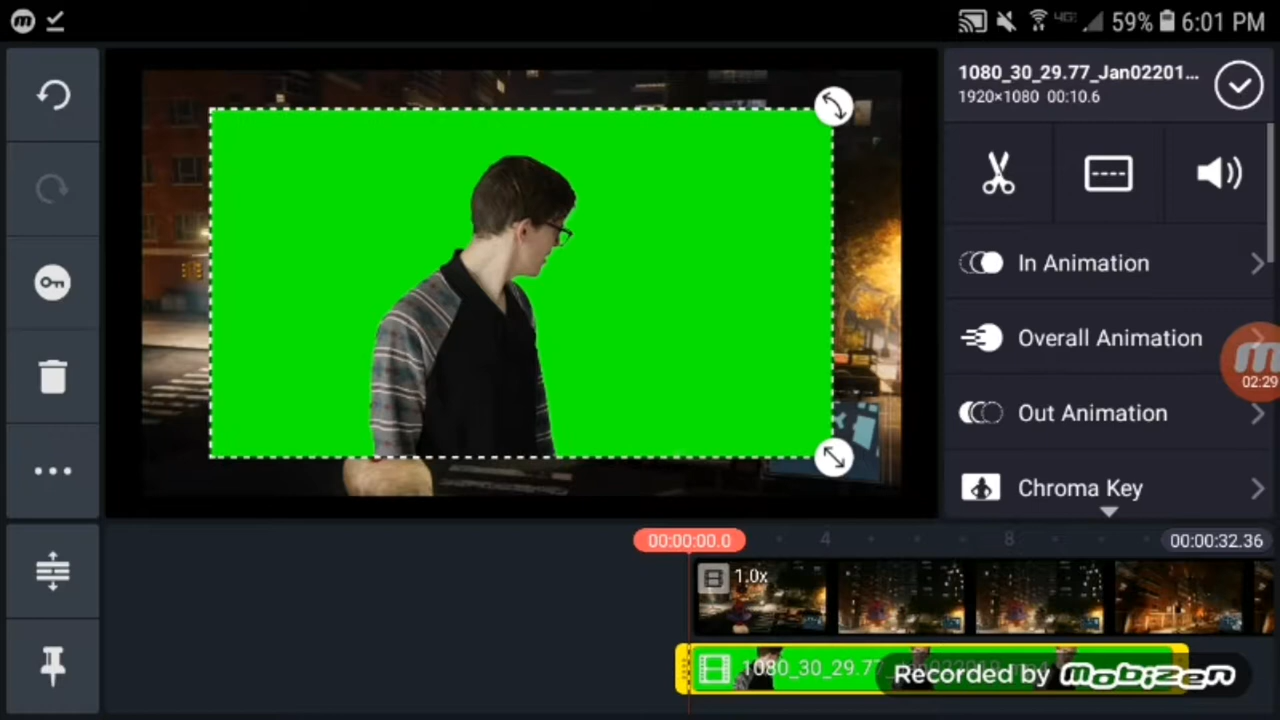 59% 6:01 PM
1080_30_29.77_Jan02201...
1920×1080 00:10.6
In Animation
Overall Animation
02:29
Out Animation
Chroma Key
00:00:00.0
4
8
00:00:32.36
1.0x
1080_30_29.77
Recorded by mobizen